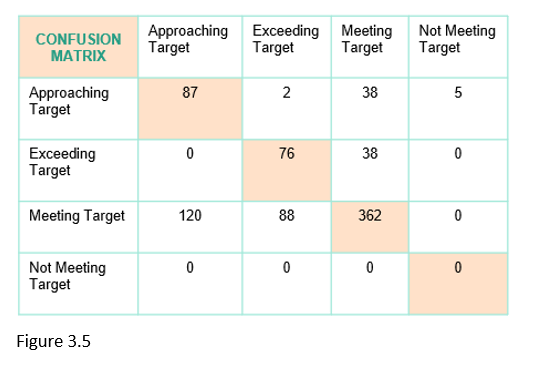 CONFUSION MATRIX Approaching Target Exceeding Target Meeting Target Not Meeting Target
Approaching Target 87 2 38 5
Exceeding Target 0 76 38 0
Meeting Target 120 88 362 0
Not Meeting Target 0 0 0 0
Figure 3.5